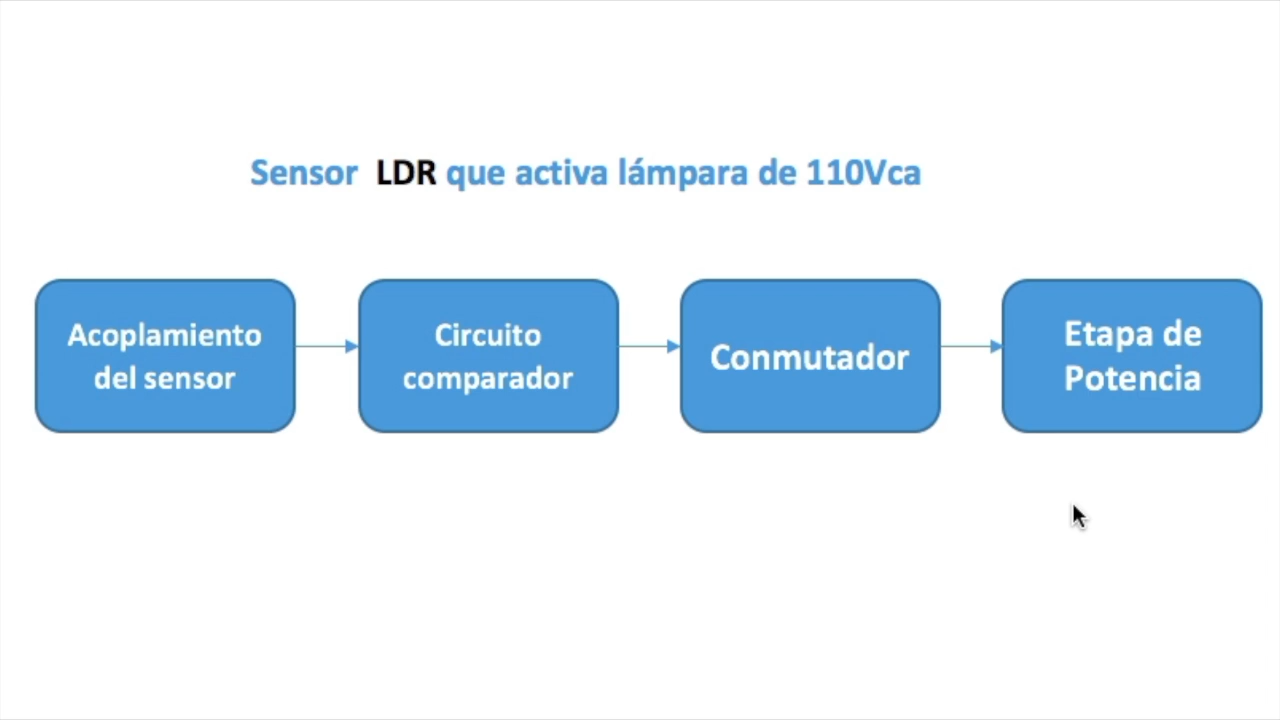 Sensor LDR que activa lámpara de 110Vca
Acoplamiento
del sensor
Circuito
comparador
Conmutador
Etapa de
Potencia